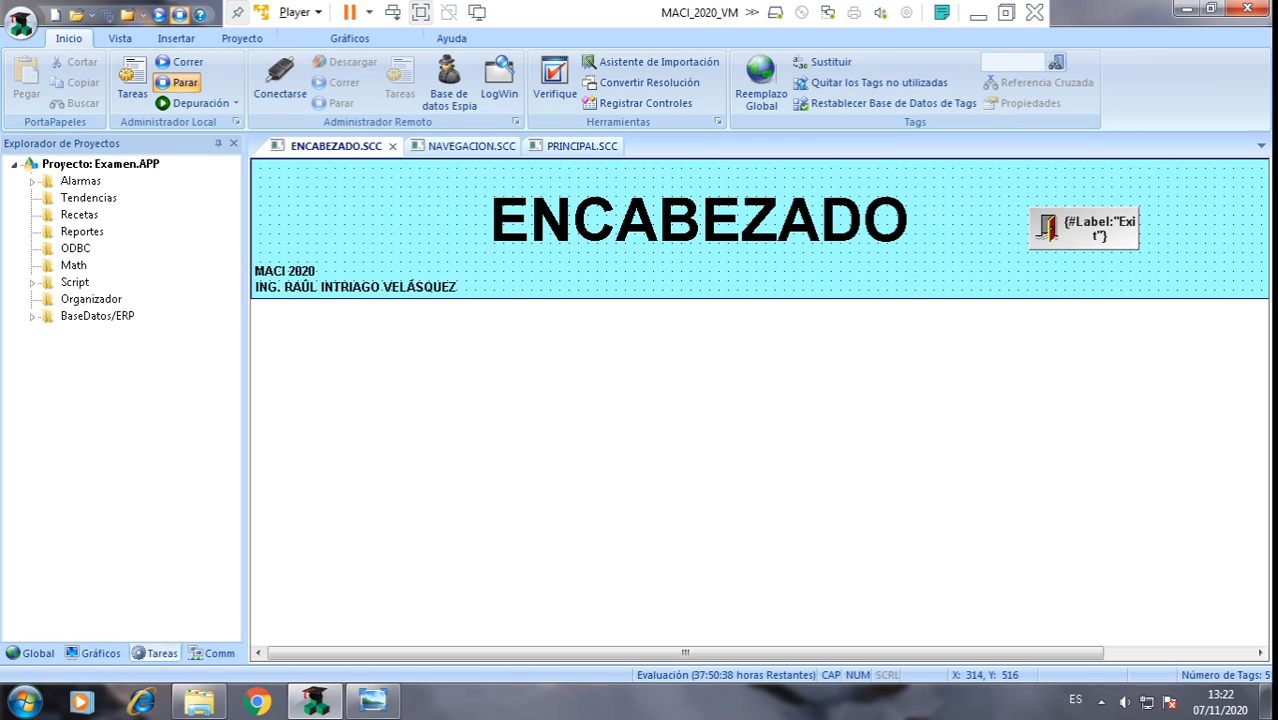 Player
MACI_2020_VM
Inicio Vista Insertar Proyecto Gráficos Ayuda
Pegar
Cortar
Copiar
Buscar
PortaPapeles
Tareas
Correr
Parar
Depuración
Administrador Local
Conectarse
Descargar
Correr
Parar
Tareas
Base de datos Espia
LogWin
Administrador Remoto
Verifique
Asistente de Importación
Convertir Resolución
Registrar Controles
Herramientas
Reemplazo Global
Sustituir
Quitar los Tags no utilizados
Restablecer Base de Datos de Tags
Referencia Cruzada
Propiedades
Tags
Explorador de Proyectos
Proyecto: Examen.APP
Alarmas
Tendencias
Recetas
Reportes
ODBC
Math
Script
Organizador
BaseDatos/ERP
Global Gráficos Tareas Comm
ENCABEZADO.SCC NAVEGACION.SCC PRINCIPAL.SCC
ENCABEZADO
{#Label:"Exi
t"}
MACI 2020
ING. RAÚL INTRIAGO VELÁSQUEZ
Evaluación (37:50:38 horas Restantes) CAP NUM SCRL X: 314, Y: 516 Número de Tags: 5
ES
13:22
07/11/2020